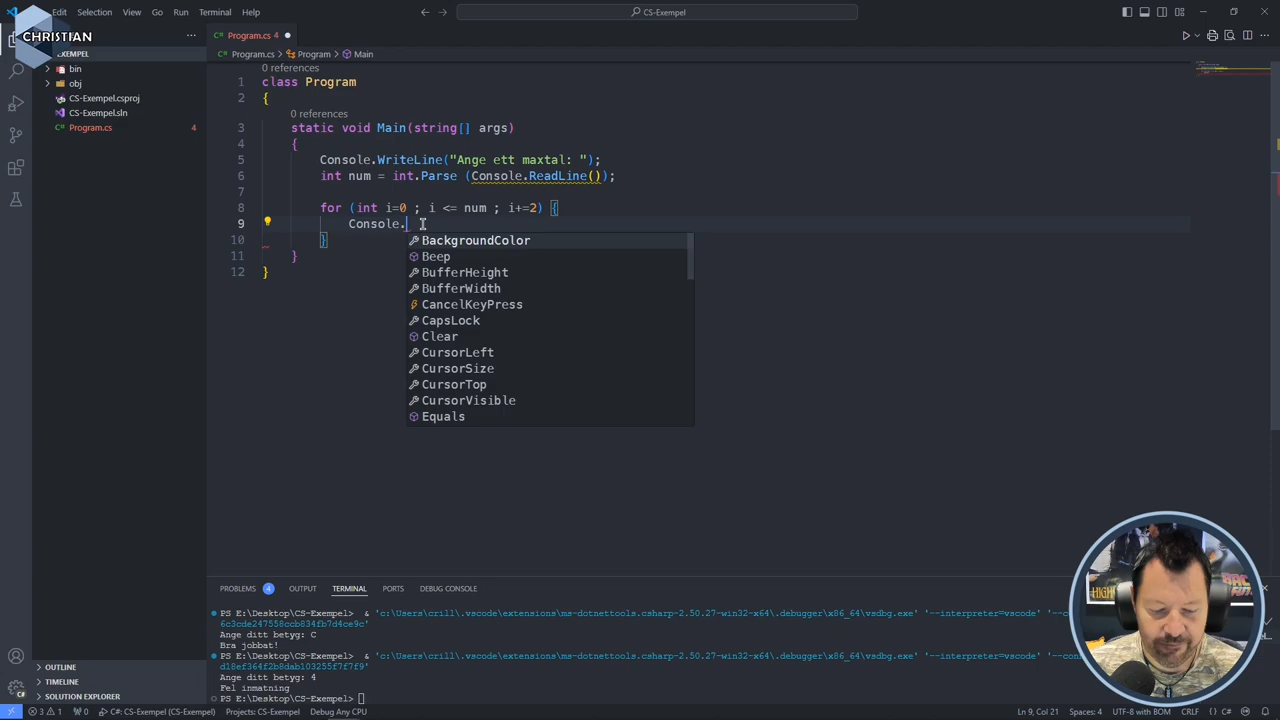 Edit Selection View Go Run Terminal Help
CS-Exempel
CHRISTIAN
EXEMPEL
bin
obj
CS-Exempel.csproj
CS-Exempel.sln
Program.cs 4
OUTLINE
TIMELINE
SOLUTION EXPLORER
Program.cs 4
Program.cs > Program > Main
0 references
1 class Program
2 {
0 references
3 static void Main(string[] args)
4 {
5 Console.WriteLine("Ange ett maxtal: ");
6 int num = int.Parse (Console.ReadLine());
7
8 for (int i=0 ; i <= num ; i+=2) {
9 Console.
10 }
11 }
12 }
BackgroundColor
Beep
BufferHeight
BufferWidth
CancelKeyPress
CapsLock
Clear
CursorLeft
CursorSize
CursorTop
CursorVisible
Equals
PROBLEMS 4 OUTPUT TERMINAL PORTS DEBUG CONSOLE
PS E:\Desktop\CS-Exempel> & 'c:\Users\crill\.vscode\extensions\ms-dotnettools.csharp-2.50.27-win32-x64\.debugger\x86_64\vsdbg.exe' '--interpreter=vscode' '--co
6c3cde247558ccb834fb7d4ce9c'
Ange ditt betyg: C
Bra jobbat!
PS E:\Desktop\CS-Exempel> & 'c:\Users\crill\.vscode\extensions\ms-dotnettools.csharp-2.50.27-win32-x64\.debugger\x86_64\vsdbg.exe' '--interpreter=vscode' '--con
d18ef364f2b8dab103255f7f7f9'
Ange ditt betyg: 4
Fel inmatning
PS E:\Desktop\CS-Exempel>
3 1 0 C#: CS-Exempel (CS-Exempel) Projects: CS-Exempel Debug Any CPU Ln 9, Col 21 Spaces: 4 UTF-8 with BOM CRLF C#